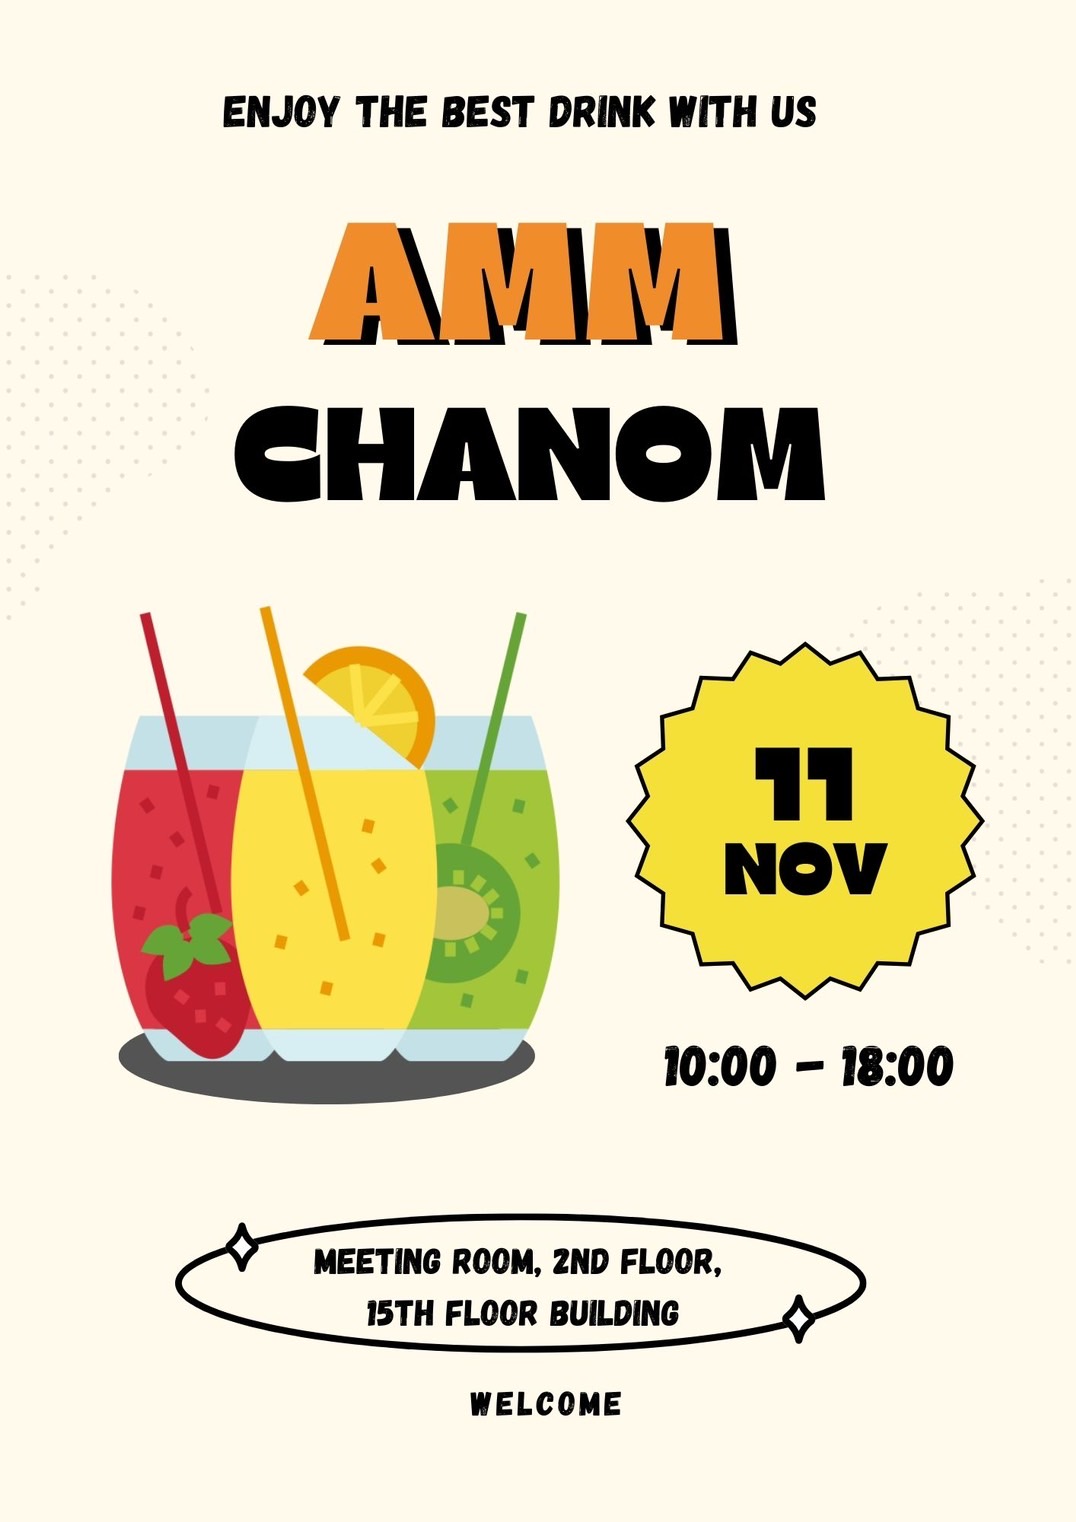 ENJOY THE BEST DRINK WITH US
AMM
CHANOM
11
NOV
10:00 – 18:00
MEETING ROOM, 2ND FLOOR,
15TH FLOOR BUILDING
WELCOME